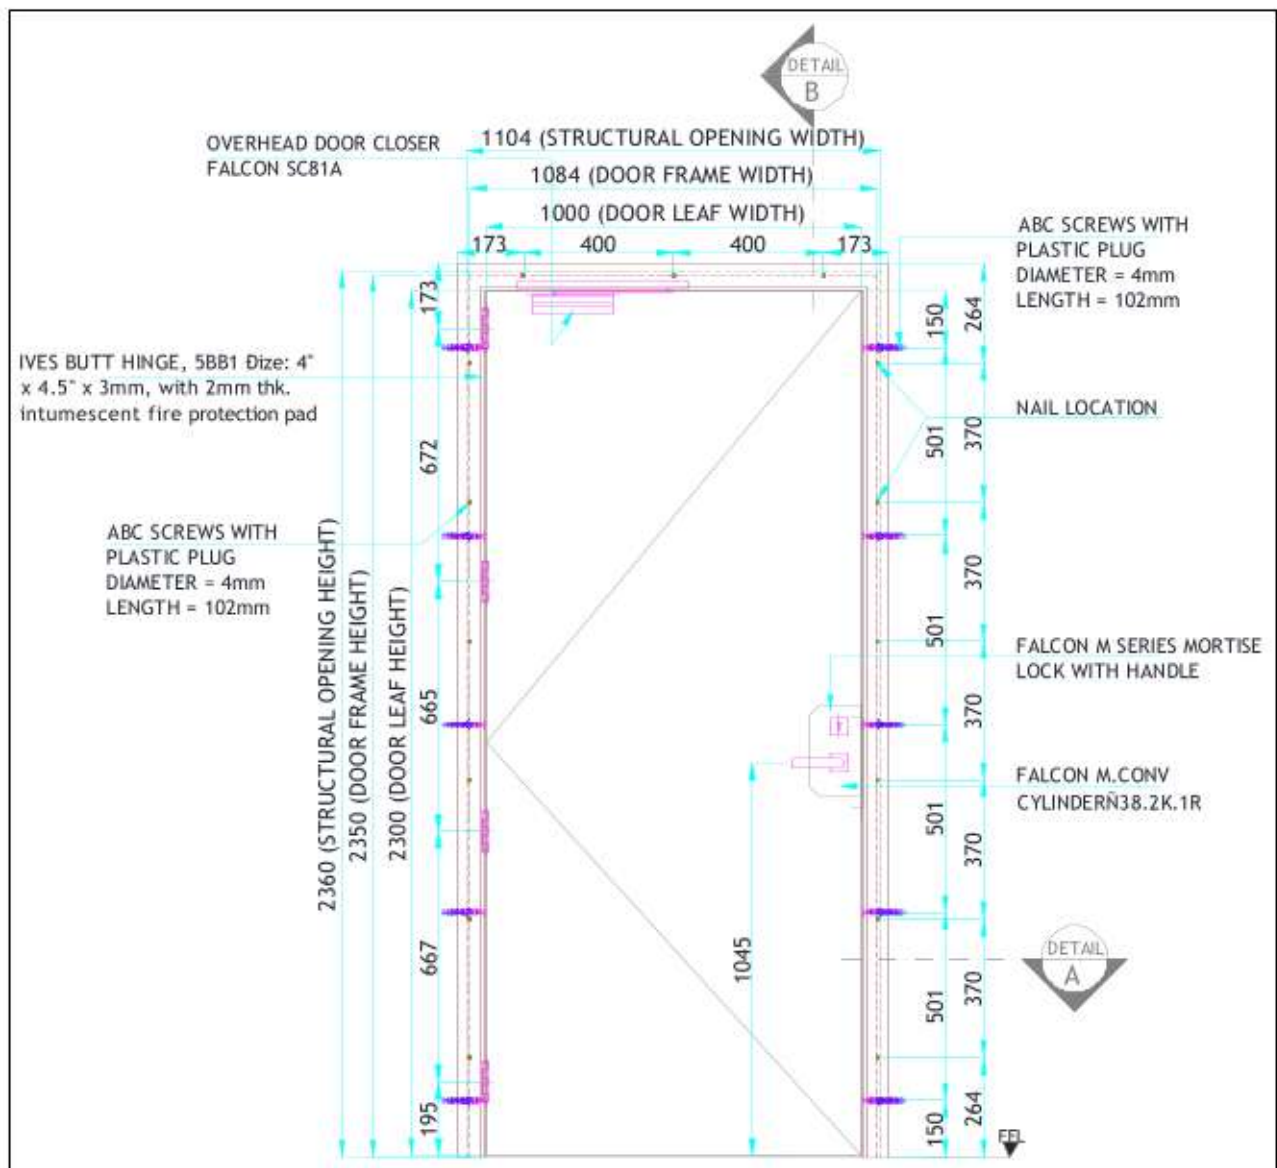 DETAIL
B
OVERHEAD DOOR CLOSER
FALCON SC81A
1104 (STRUCTURAL OPENING WIDTH)
1084 (DOOR FRAME WIDTH)
1000 (DOOR LEAF WIDTH)
173
400
400
173
ABC SCREWS WITH
PLASTIC PLUG
DIAMETER = 4mm
LENGTH = 102mm
173
150
264
IVES BUTT HINGE, 5BB1 Ðize: 4"
x 4.5" x 3mm, with 2mm thk.
intumescent fire protection pad
NAIL LOCATION
672
501
370
ABC SCREWS WITH
PLASTIC PLUG
DIAMETER = 4mm
LENGTH = 102mm
2360 (STRUCTURAL OPENING HEIGHT)
2350 (DOOR FRAME HEIGHT)
2300 (DOOR LEAF HEIGHT)
501
370
FALCON M SERIES MORTISE
LOCK WITH HANDLE
665
370
FALCON M.CONV
CYLINDERÑ38.2K.1R
501
370
667
1045
DETAIL
A
501
370
195
150
264
FFL